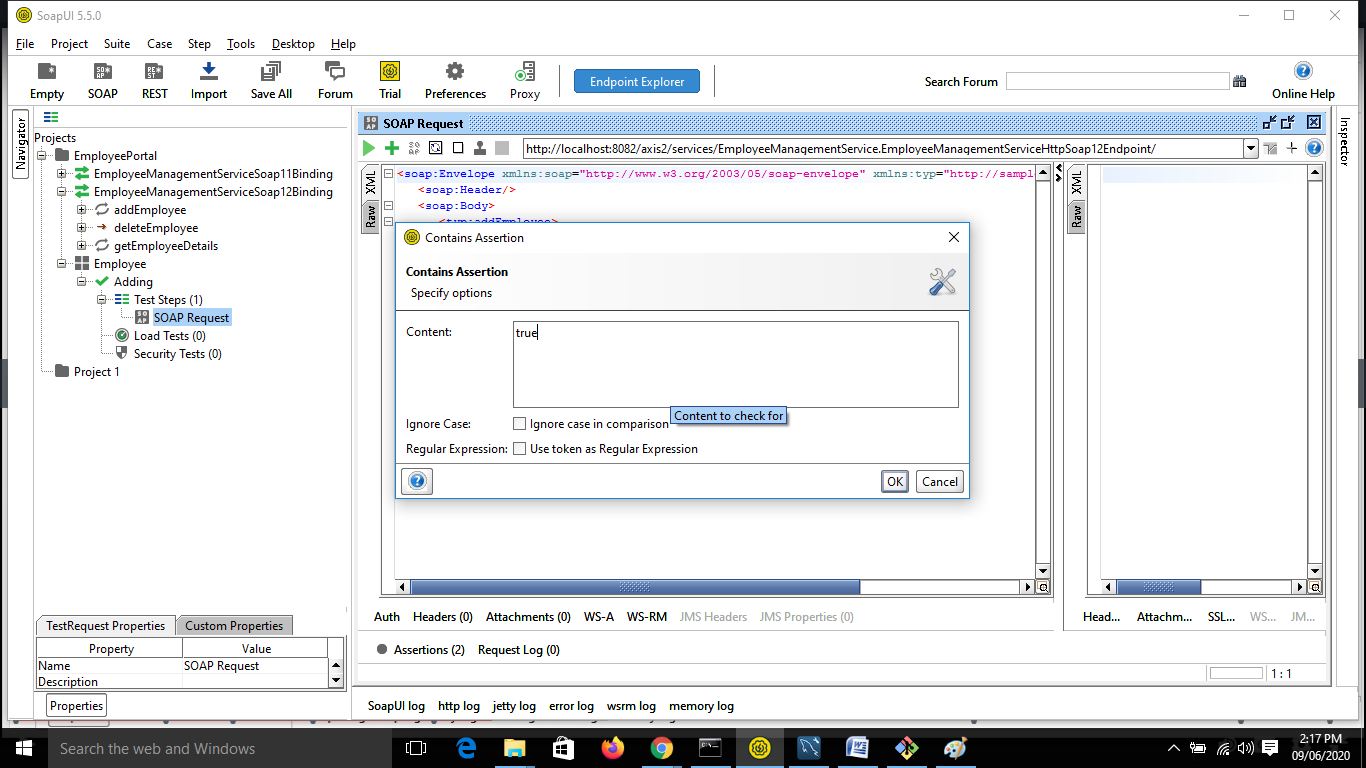 SoapUI 5.5.0
File Project Suite Case Step Tools Desktop Help
Empty SOAP REST Import Save All Forum Trial Preferences Proxy Endpoint Explorer Search Forum Online Help
Navigator
Projects
EmployeePortal
EmployeeManagementServiceSoap11Binding
EmployeeManagementServiceSoap12Binding
addEmployee
deleteEmployee
getEmployeeDetails
Employee
Adding
Test Steps (1)
SOAP Request
Load Tests (0)
Security Tests (0)
Project 1
SOAP Request
http://localhost:8082/axis2/services/EmployeeManagementService.EmployeeManagementServiceHttpSoap12Endpoint/
XML
Raw
<soap:Envelope xmlns:soap="http://www.w3.org/2003/05/soap-envelope" xmlns:typ="http://sampl
<soap:Header/>
<soap:Body>
<typ:addEmployee>
XML
Raw
Inspector
Contains Assertion
Contains Assertion
Specify options
Content: true
Content to check for
Ignore Case: Ignore case in comparison
Regular Expression: Use token as Regular Expression
OK Cancel
Auth Headers (0) Attachments (0) WS-A WS-RM JMS Headers JMS Properties (0)
Head... Attachm... SSL... WS... JM...
Assertions (2) Request Log (0)
1 : 1
TestRequest Properties Custom Properties
Property Value
Name SOAP Request
Description
Properties
SoapUI log http log jetty log error log wsrm log memory log
Search the web and Windows
2:17 PM
09/06/2020